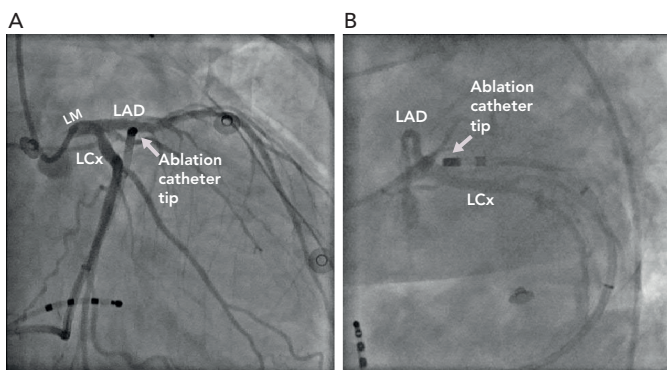 A
B
LM
LAD
LCx
Ablation
catheter
tip
Ablation
catheter
tip
LAD
LCx